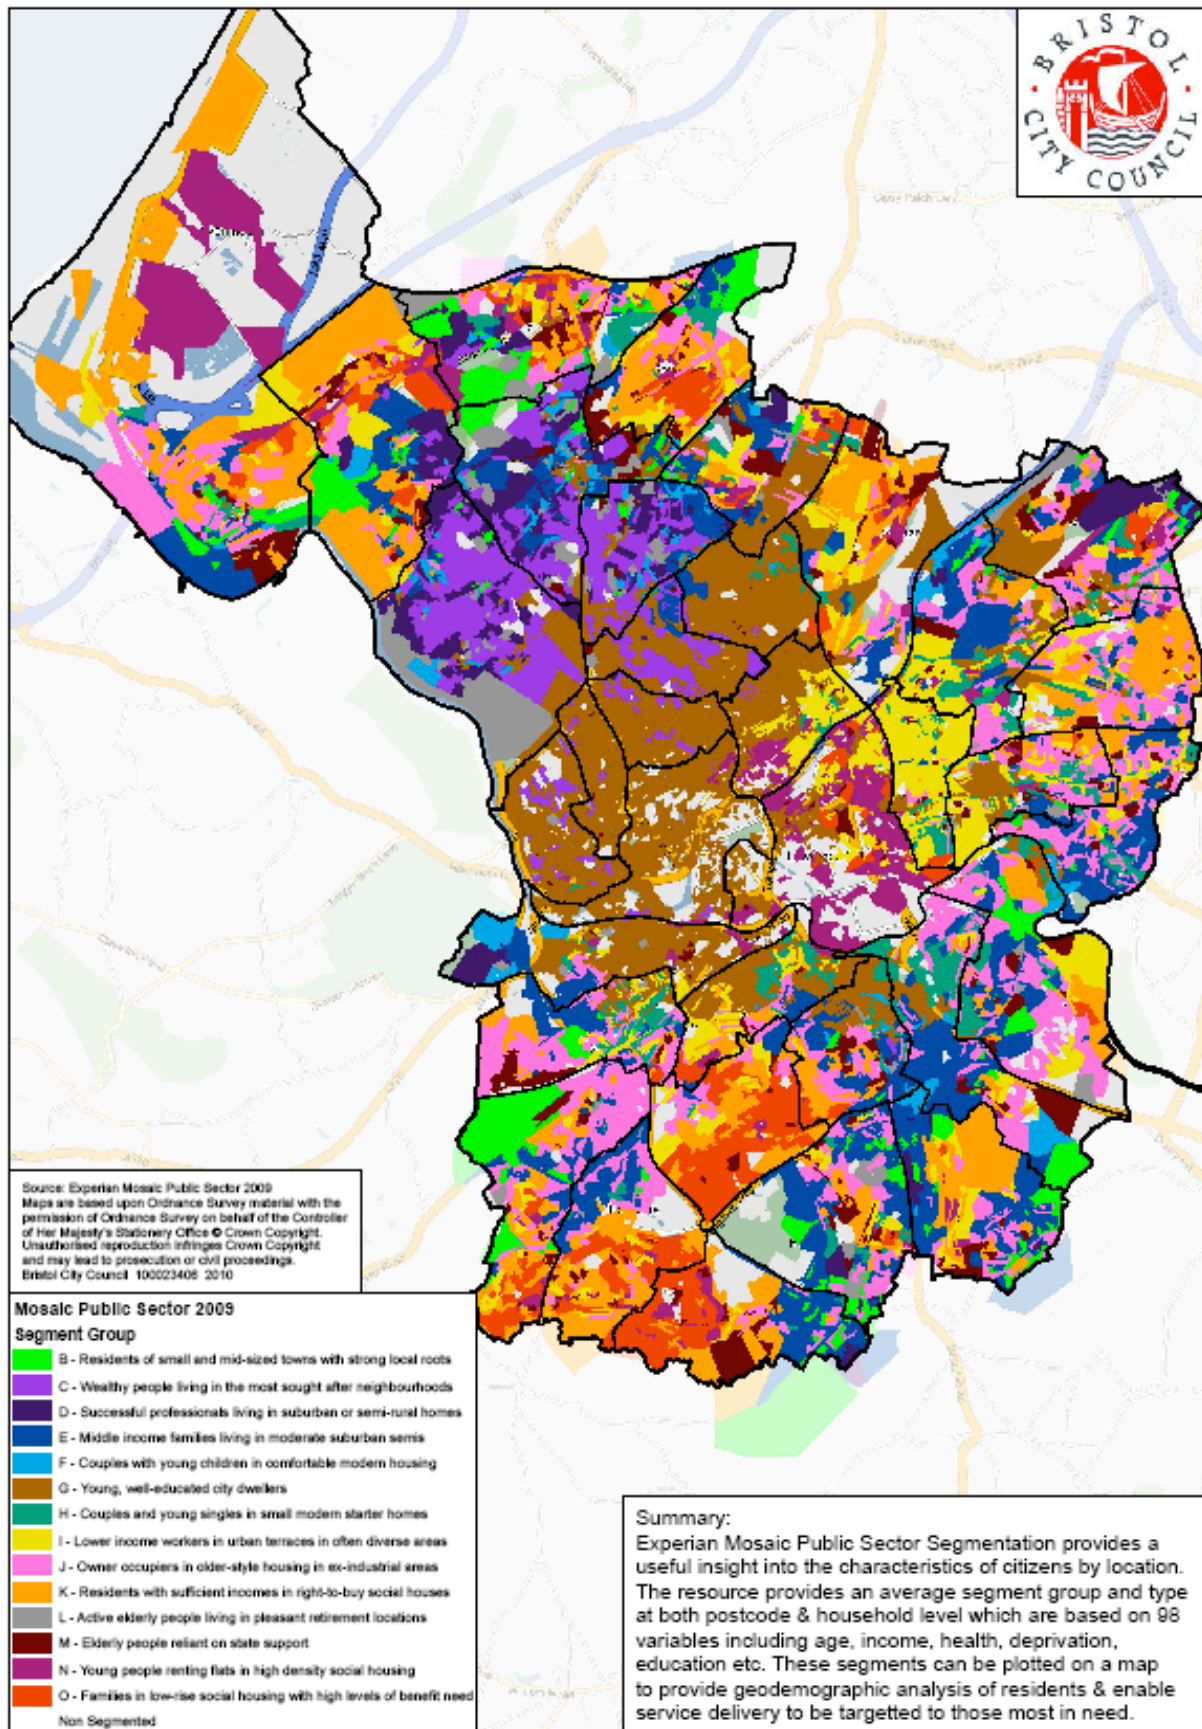 BRISTOL
CITY COUNCIL
Source: Experian Mosaic Public Sector 2009
Maps are based upon Ordnance Survey material with the
permission of Ordnance Survey on behalf of the Controller
of Her Majesty's Stationery Office © Crown Copyright.
Unauthorised reproduction infringes Crown Copyright
and may lead to prosecution or civil proceedings.
Bristol City Council 100023406 2010
Mosaic Public Sector 2009
Segment Group
B - Residents of small and mid-sized towns with strong local roots
C - Wealthy people living in the most sought after neighbourhoods
D - Successful professionals living in suburban or semi-rural homes
E - Middle income families living in moderate suburban semis
F - Couples with young children in comfortable modern housing
G - Young, well-educated city dwellers
H - Couples and young singles in small modern starter homes
I - Lower income workers in urban terraces in often diverse areas
J - Owner occupiers in older-style housing in ex-industrial areas
K - Residents with sufficient incomes in right-to-buy social houses
L - Active elderly people living in pleasant retirement locations
M - Elderly people reliant on state support
N - Young people renting flats in high density social housing
O - Families in low-rise social housing with high levels of benefit need
Non Segmented
Summary:
Experian Mosaic Public Sector Segmentation provides a
useful insight into the characteristics of citizens by location.
The resource provides an average segment group and type
at both postcode & household level which are based on 98
variables including age, income, health, deprivation,
education etc. These segments can be plotted on a map
to provide geodemographic analysis of residents & enable
service delivery to be targetted to those most in need.